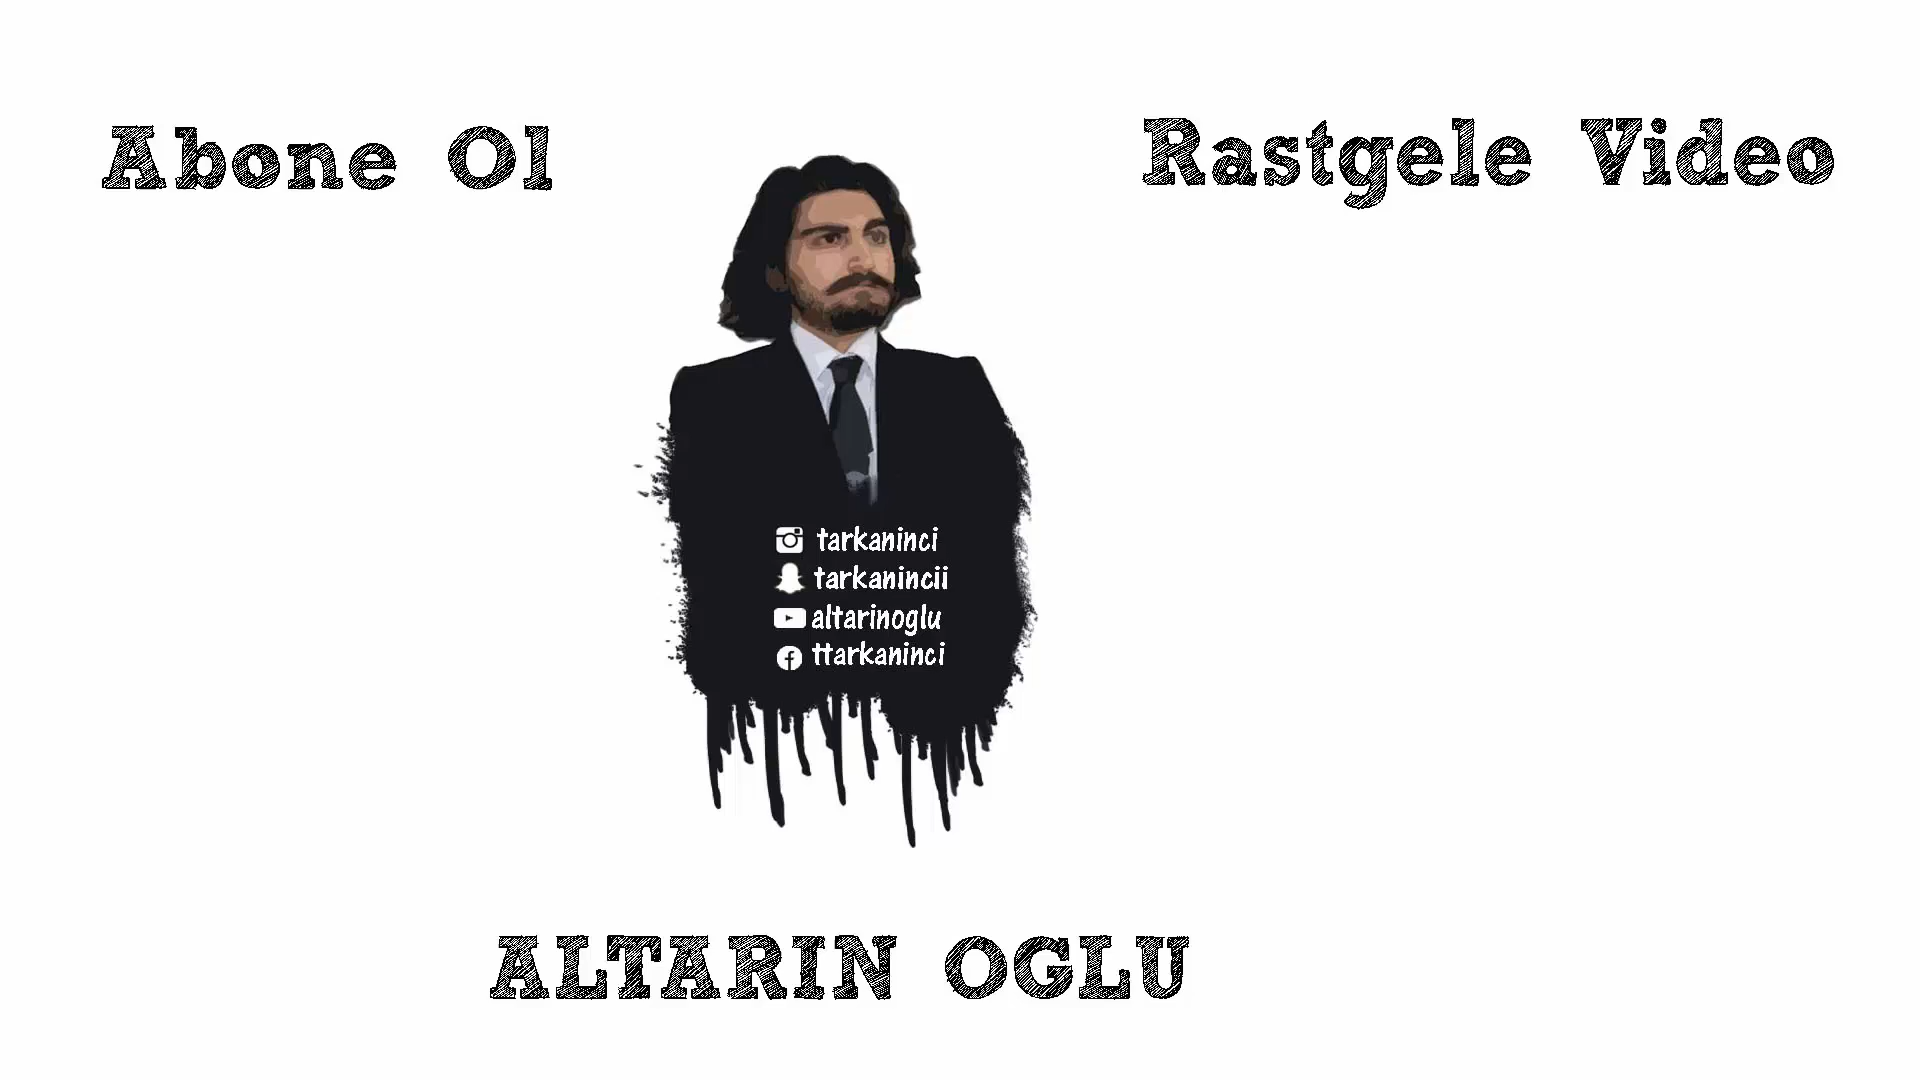 Abone Ol
Rastgele Video
tarkaninci
tarkanincii
altarinoglu
ttarkaninci
ALTARIN OGLU